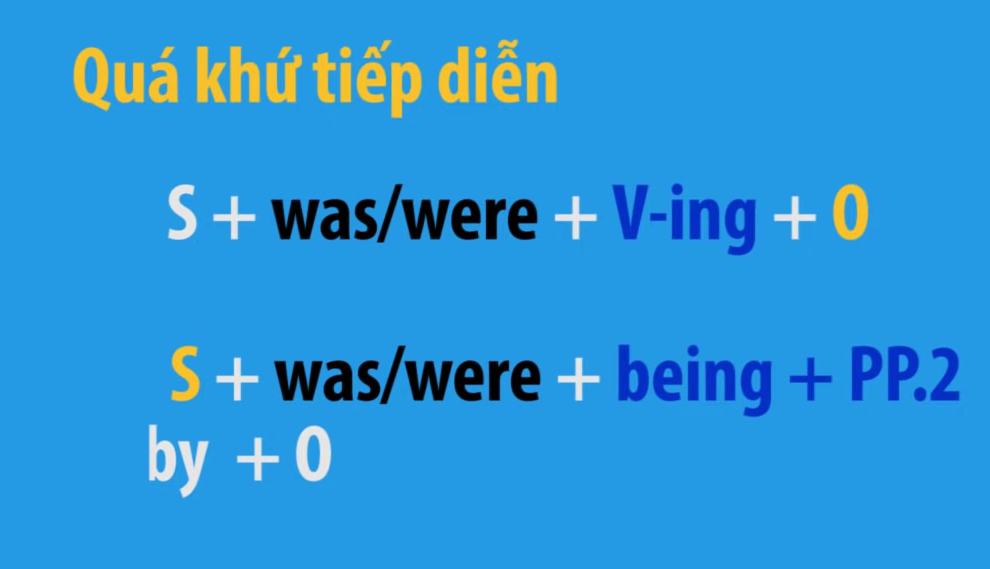 Quá khứ tiếp diễn
S + was/were + V-ing + O
S + was/were + being + PP.2
by + O